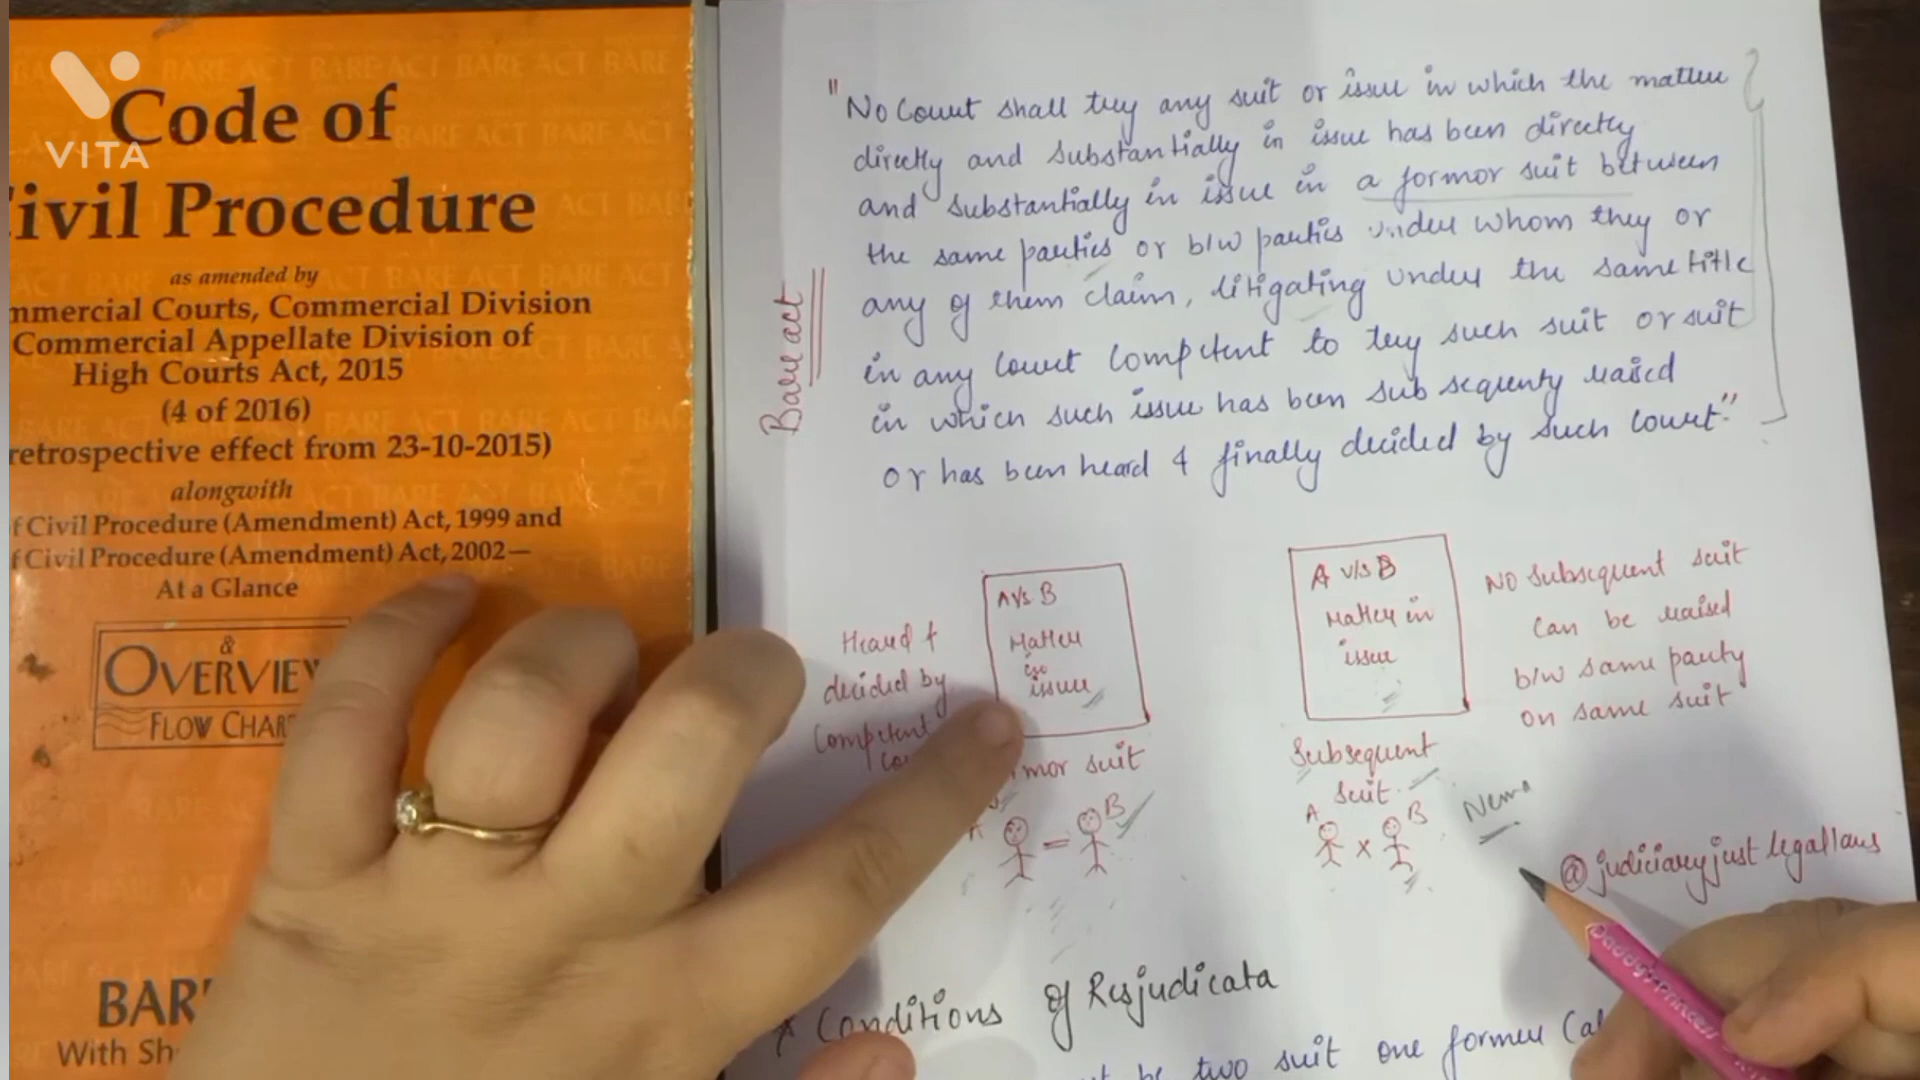 VITA
Code of
ivil Procedure
as amended by
mmercial Courts, Commercial Division
Commercial Appellate Division of
High Courts Act, 2015
(4 of 2016)
retrospective effect from 23-10-2015)
alongwith
f Civil Procedure (Amendment) Act, 1999 and
f Civil Procedure (Amendment) Act, 2002—
At a Glance
&
OVERVIE
FLOW CHAR
BAR
With Sh
"No Court shall try any suit or issue in which the matter
directly and substantially in issue has been directly
and substantially in issue in a formor suit between
the same parties or b/w parties under whom they or
any of them claim, litigating under the same title
in any Court Competent to try such suit or suit
in which such issue has been sub sequenty raised
or has been heard & finally decided by such Court."
Bare act
Heard &
decided by
Competent
Co
A v/s B
Matter
in
issue
mor suit
A
=
B
A v/s B
Matter in
issue
Subsequent
suit
A
x
B
NO subsequent suit
Can be raised
b/w same party
on same suit
Nemo
@judiciaryjustlegallaws
* Conditions of Resjudicata
be two suit one former